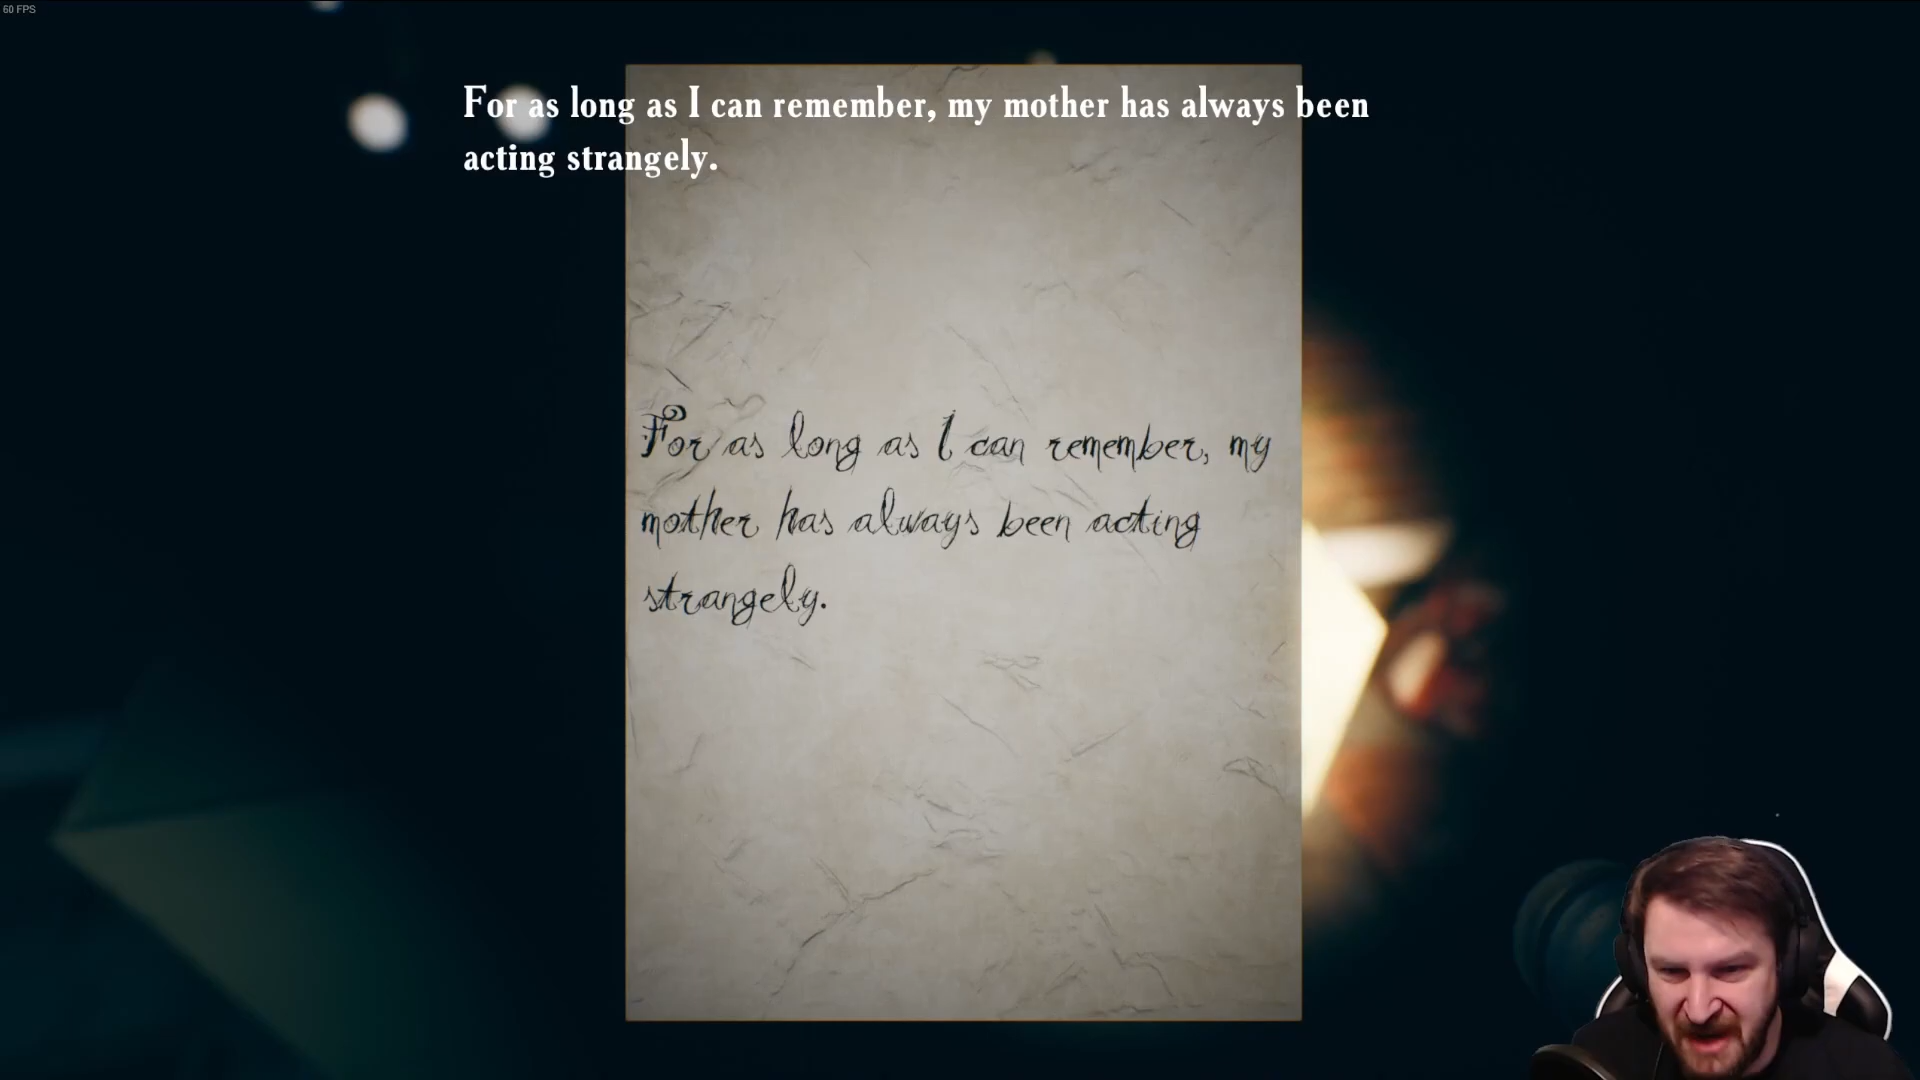 60 FPS
For as long as I can remember, my mother has always been
acting strangely.
For as long as I can remember, my
mother has always been acting
strangely.